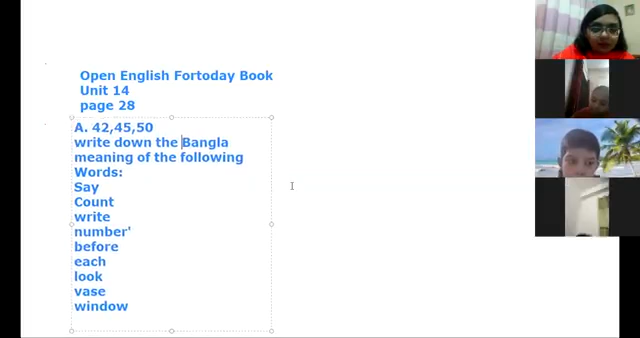 Open English Fortoday Book
Unit 14
page 28
A. 42,45,50
write down the Bangla
meaning of the following
Words:
Say
Count
write
number'
before
each
look
vase
window